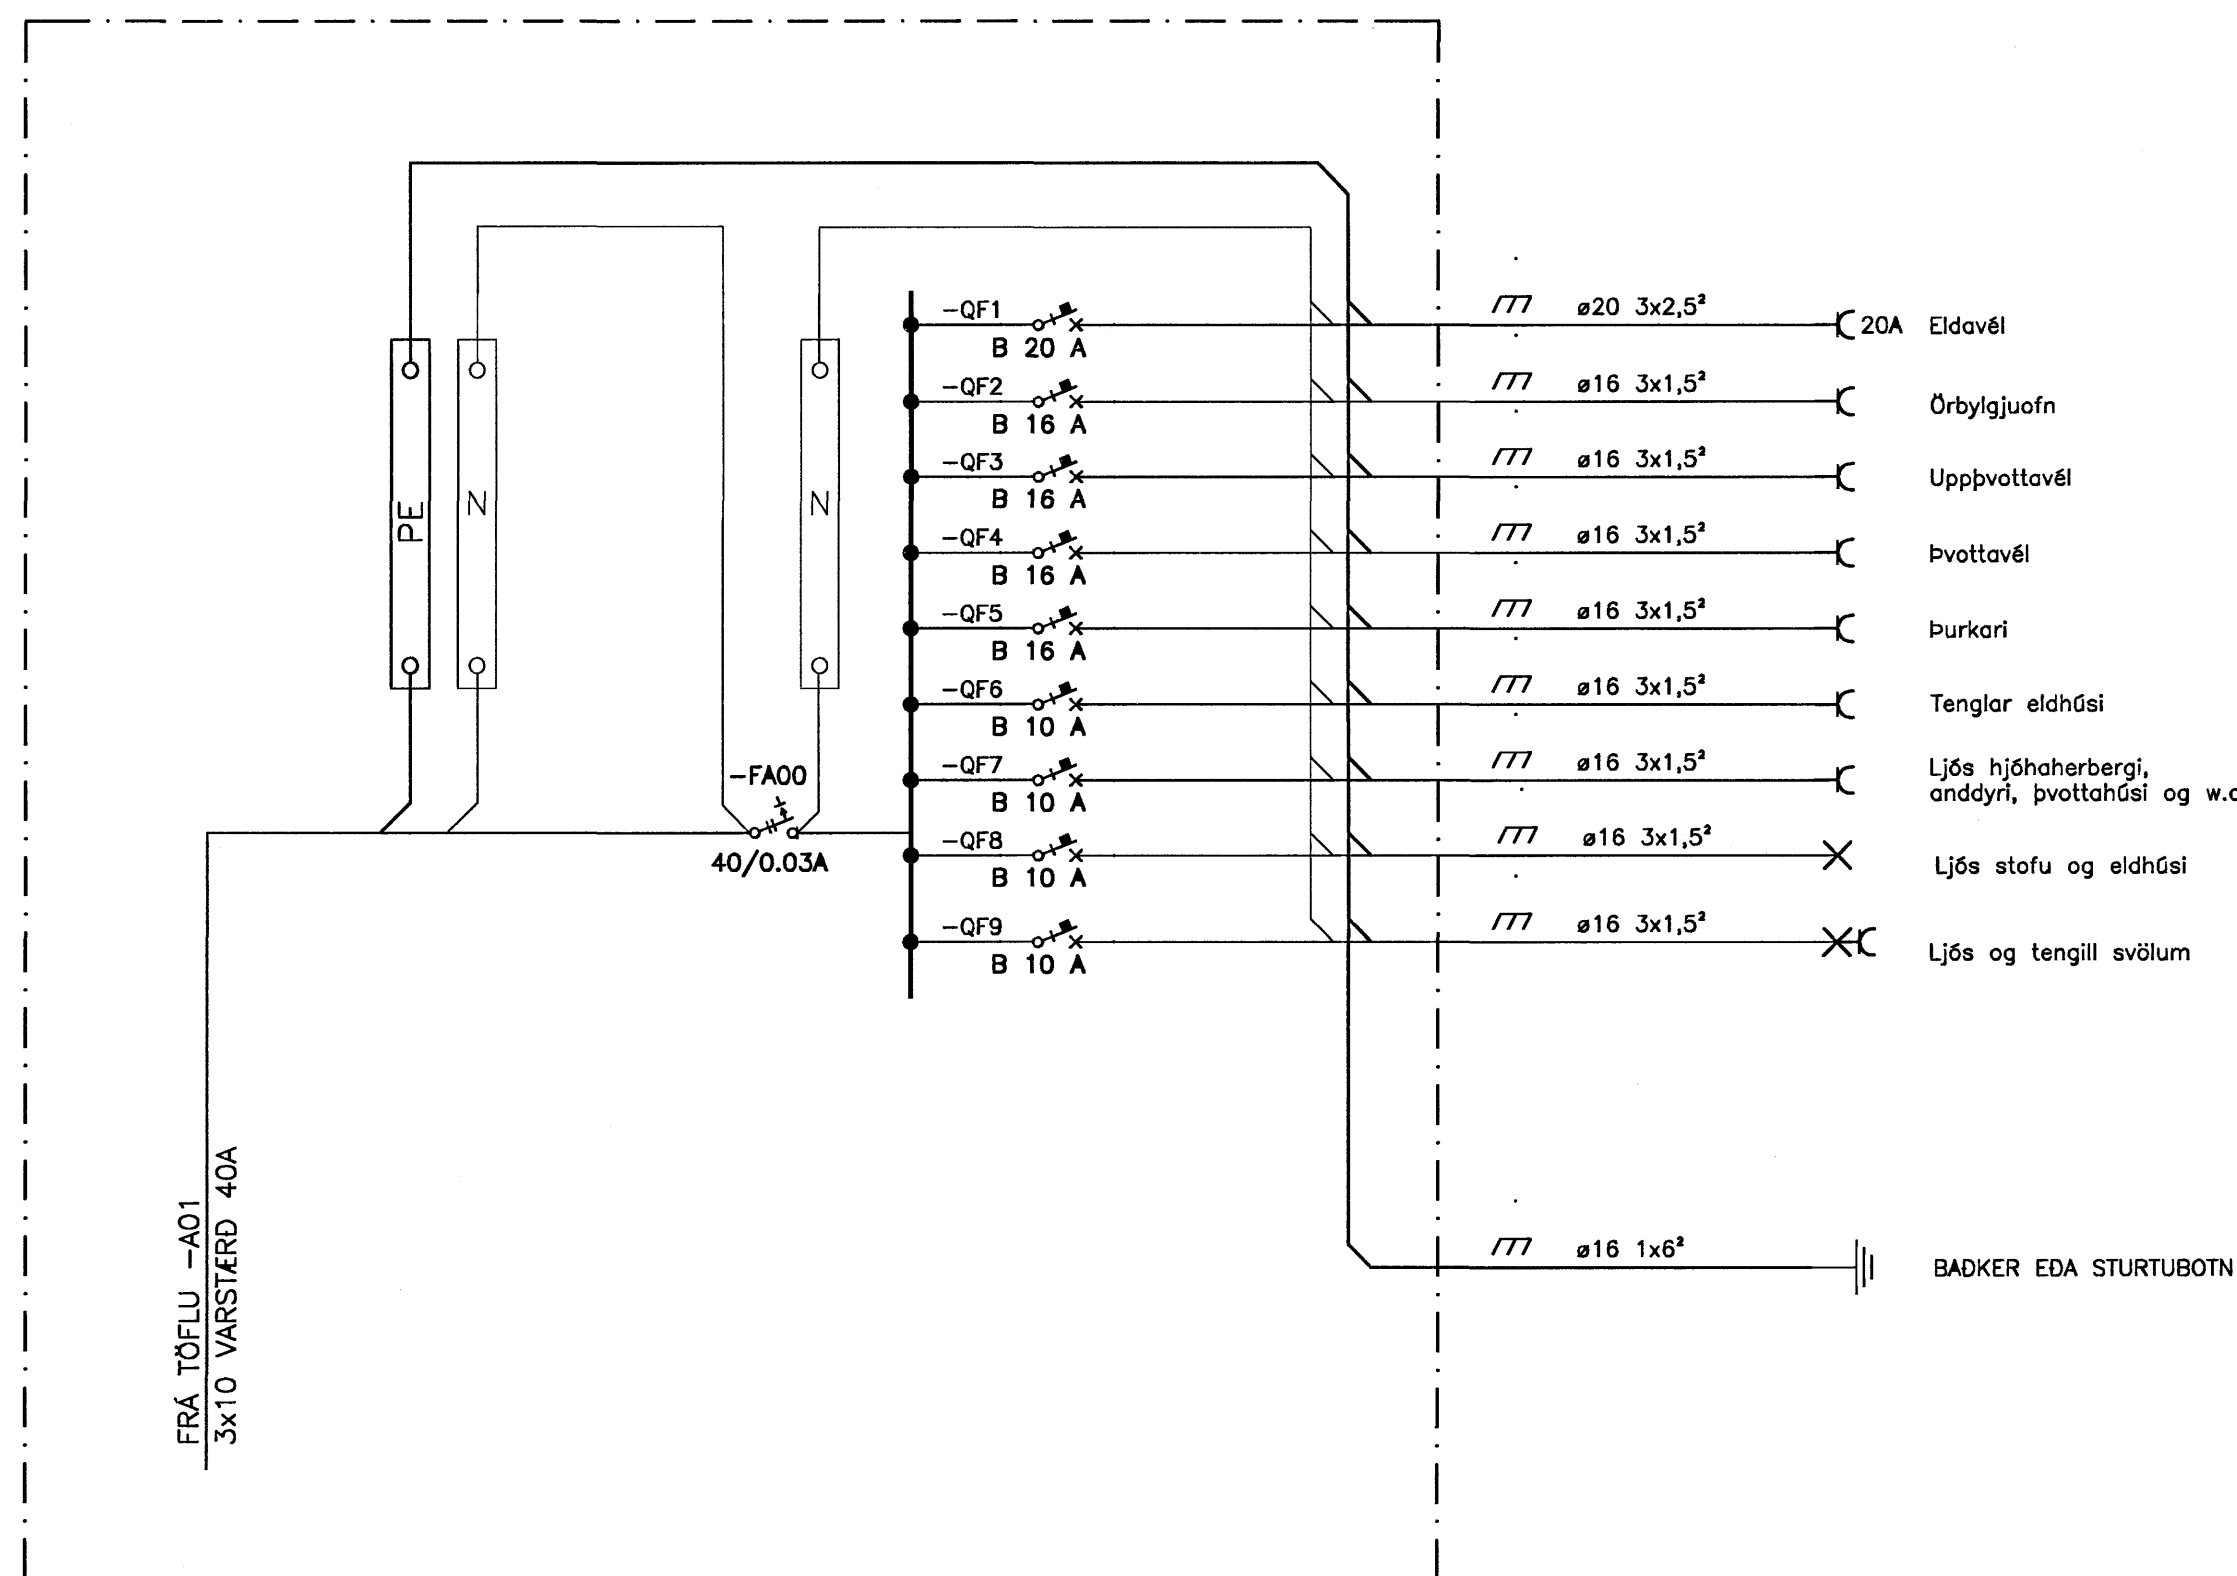 -QF1
B 20 A
ø20 3x2,5²
20A Eldavél
-QF2
B 16 A
ø16 3x1,5²
Örbylgjuofn
-QF3
B 16 A
ø16 3x1,5²
Uppþvottavél
-QF4
B 16 A
ø16 3x1,5²
Þvottavél
-QF5
B 16 A
ø16 3x1,5²
Þurkari
-QF6
B 10 A
ø16 3x1,5²
Tenglar eldhúsi
-QF7
B 10 A
ø16 3x1,5²
Ljós hjóhaherbergi,
anddyri, þvottahúsi og w.c
-QF8
B 10 A
ø16 3x1,5²
Ljós stofu og eldhúsi
-QF9
B 10 A
ø16 3x1,5²
Ljós og tengill svölum
PE
N
N
-FA00
40/0.03A
ø16 1x6²
BAÐKER EÐA STURTUBOTN
FRÁ TÖFLU -A01
3x10 VARSTÆRÐ 40A